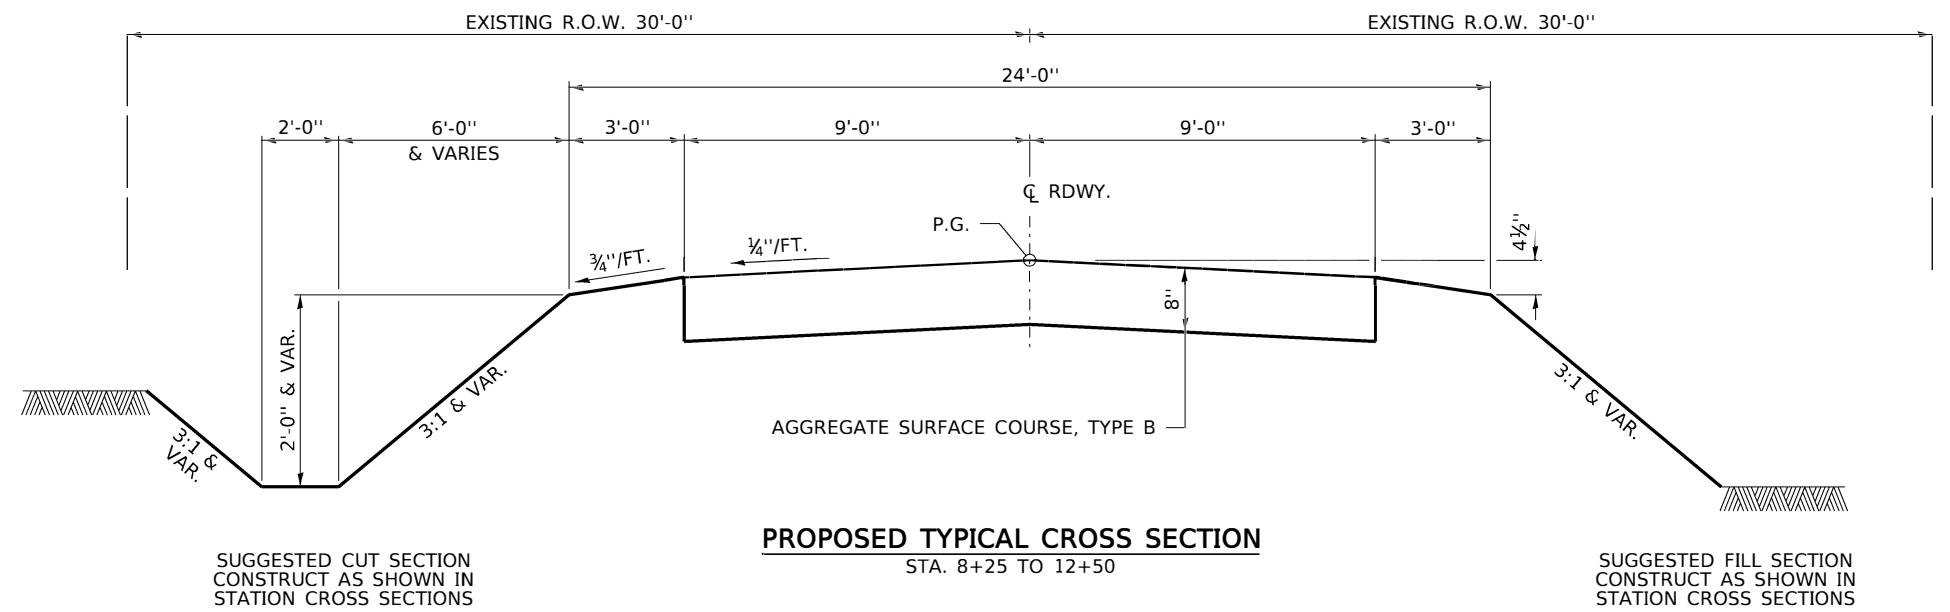 EXISTING R.O.W. 30'-0''
EXISTING R.O.W. 30'-0''
24'-0''
2'-0''
6'-0''
& VARIES
3'-0''
9'-0''
9'-0''
3'-0''
℄ RDWY.
P.G.
¾''/FT.
¼''/FT.
4½''
8''
2'-0'' & VAR.
3:1 & VAR.
3:1 &
VAR.
3:1 & VAR.
AGGREGATE SURFACE COURSE, TYPE B
PROPOSED TYPICAL CROSS SECTION
STA. 8+25 TO 12+50
SUGGESTED CUT SECTION
CONSTRUCT AS SHOWN IN
STATION CROSS SECTIONS
SUGGESTED FILL SECTION
CONSTRUCT AS SHOWN IN
STATION CROSS SECTIONS